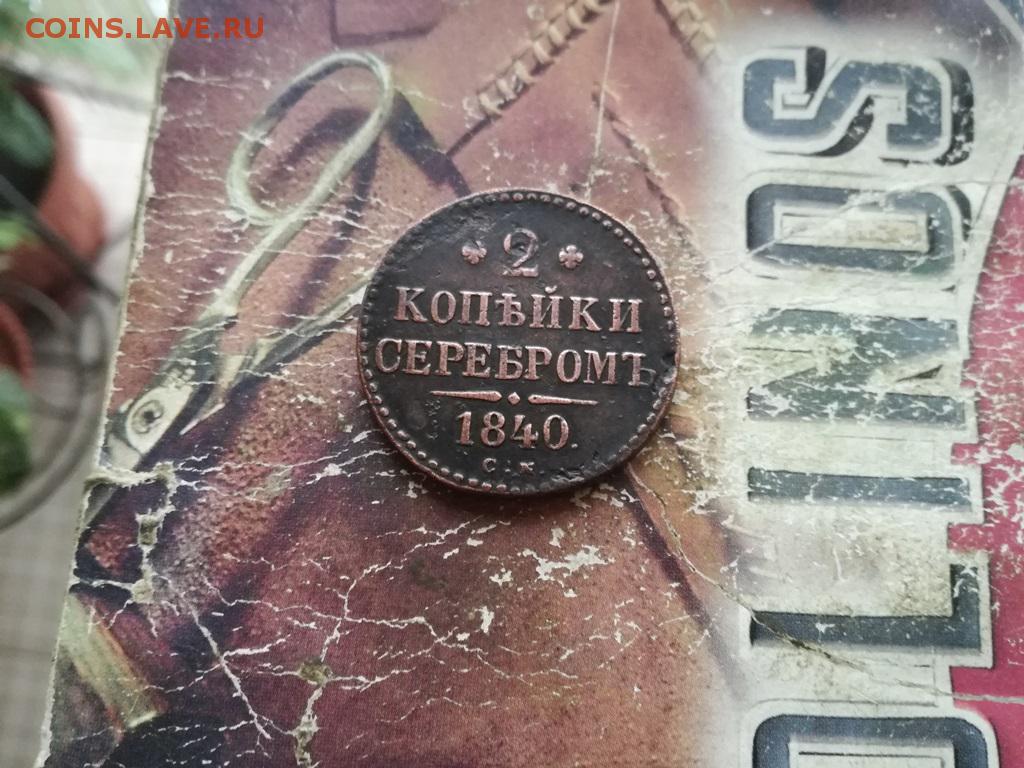 COINS.LAVE.RU
2
КОПѢЙКИ
СЕРЕБРОМЪ
1840.